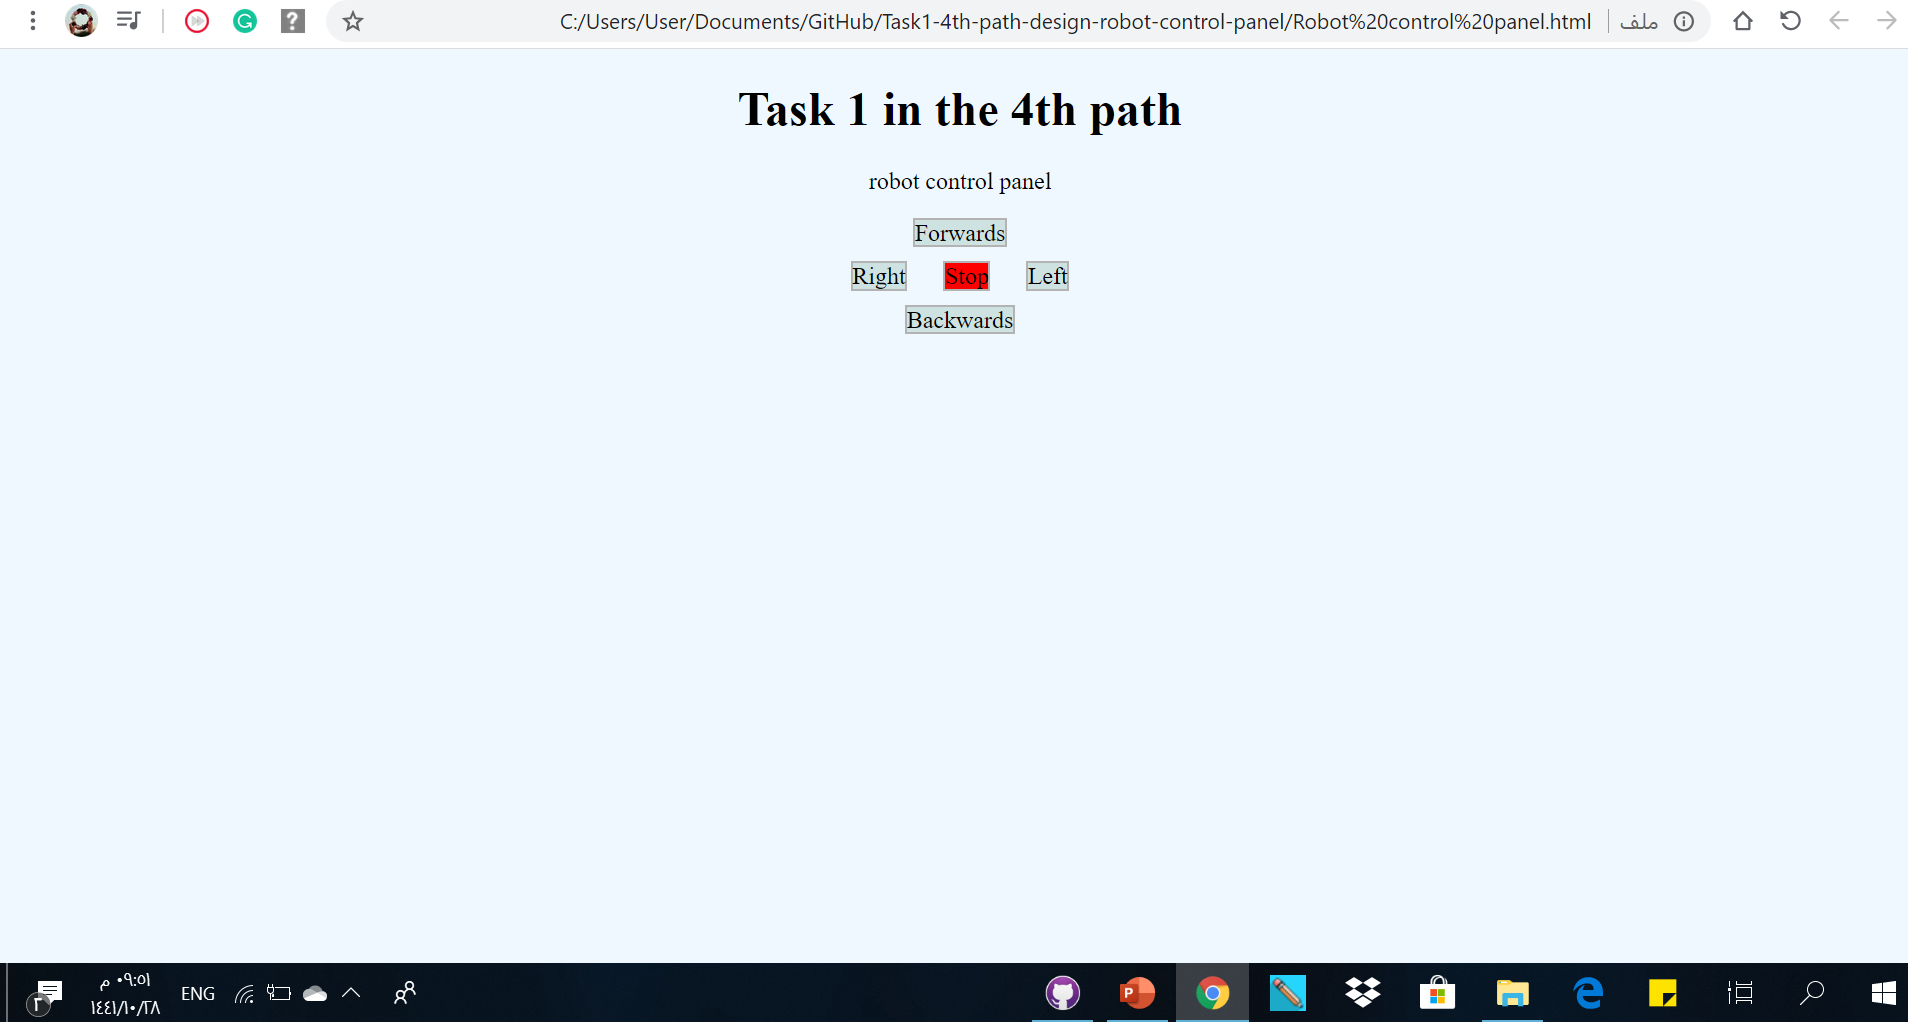 C:/Users/User/Documents/GitHub/Task1-4th-path-design-robot-control-panel/Robot%20control%20panel.html
ملف
Task 1 in the 4th path
robot control panel
Forwards
Right Stop Left
Backwards
٠٩:٥١ م
ENG
١٤٤١/١٠/٢٨
٣